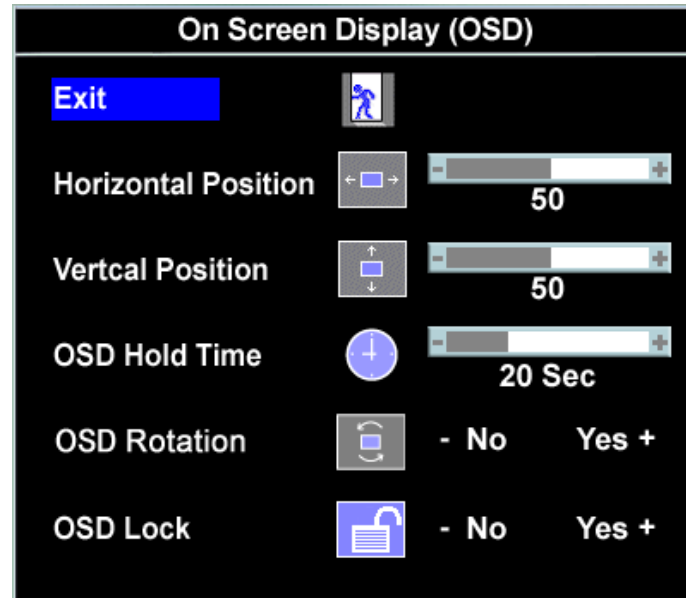 On Screen Display (OSD)
Exit
Horizontal Position - +
50
Vertcal Position - +
50
OSD Hold Time - +
20 Sec
OSD Rotation - No Yes +
OSD Lock - No Yes +